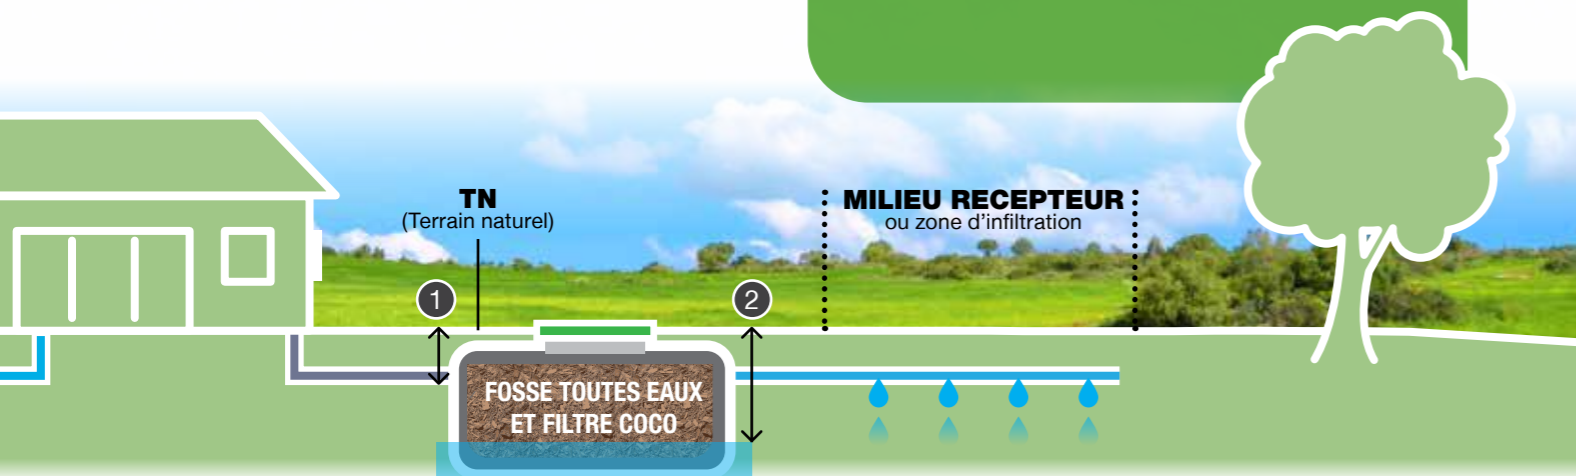 TN
(Terrain naturel)
MILIEU RECEPTEUR
ou zone d'infiltration
1
2
FOSSE TOUTES EAUX
ET FILTRE COCO